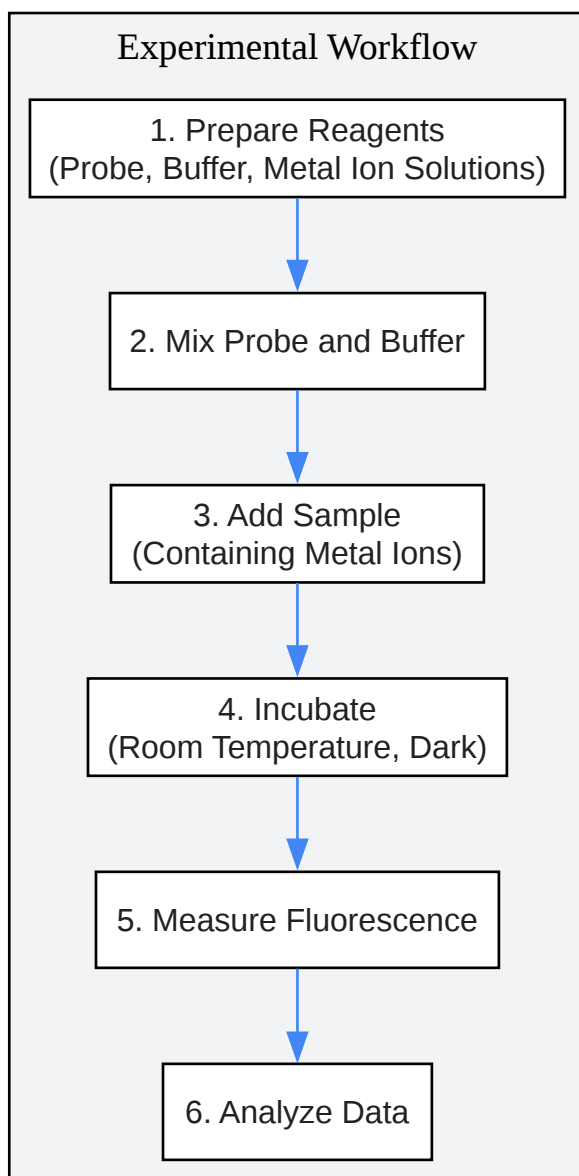 Experimental Workflow
1. Prepare Reagents
(Probe, Buffer, Metal Ion Solutions)
2. Mix Probe and Buffer
3. Add Sample
(Containing Metal Ions)
4. Incubate
(Room Temperature, Dark)
5. Measure Fluorescence
6. Analyze Data